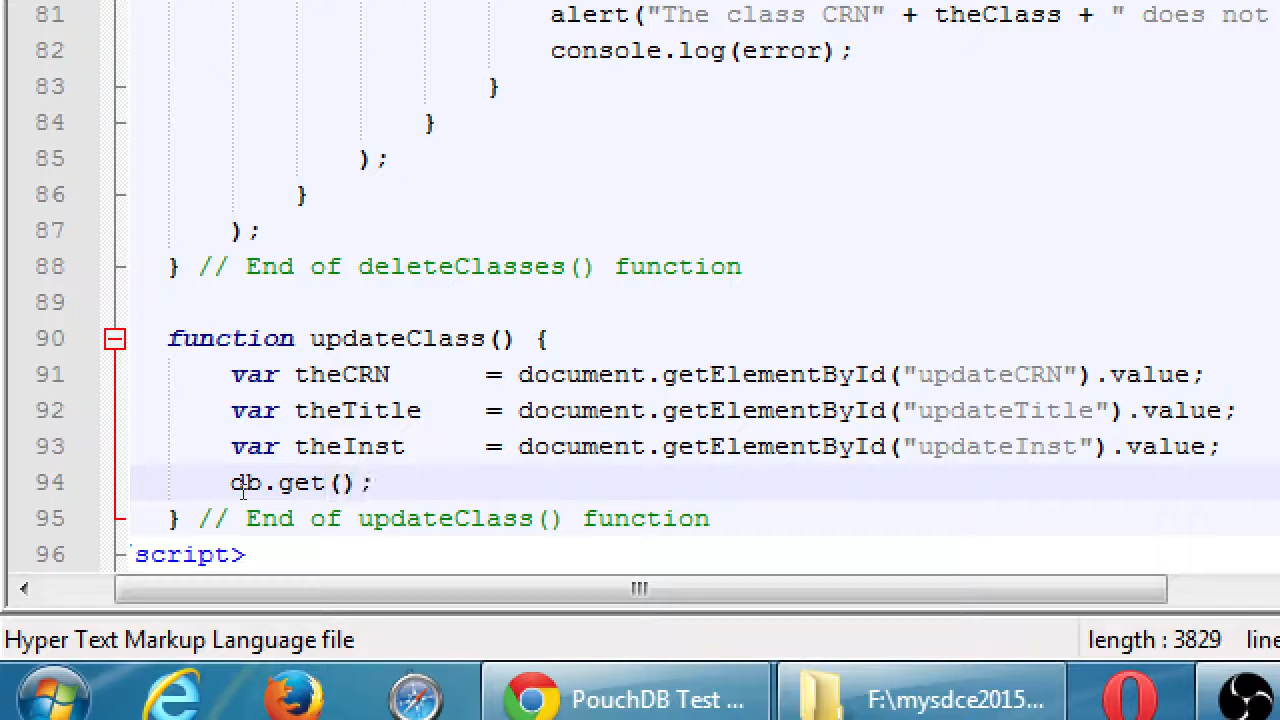 81 alert("The class CRN" + theClass + " does not
82 console.log(error);
83 }
84 }
85 );
86 }
87 );
88 } // End of deleteClasses() function
89
90 function updateClass() {
91 var theCRN = document.getElementById("updateCRN").value;
92 var theTitle = document.getElementById("updateTitle").value;
93 var theInst = document.getElementById("updateInst").value;
94 db.get();
95 } // End of updateClass() function
96 script>
Hyper Text Markup Language file length : 3829 line
PouchDB Test ... F:\mysdce2015...